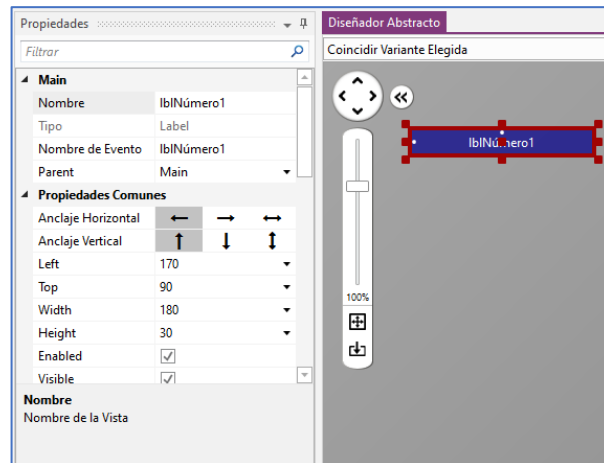 Propiedades
Filtrar
Main
Nombre lblNúmero1
Tipo Label
Nombre de Evento lblNúmero1
Parent Main
Propiedades Comunes
Anclaje Horizontal
Anclaje Vertical
Left 170
Top 90
Width 180
Height 30
Enabled
Visible
Nombre
Nombre de la Vista
Diseñador Abstracto
Coincidir Variante Elegida
100%
lblNúmero1